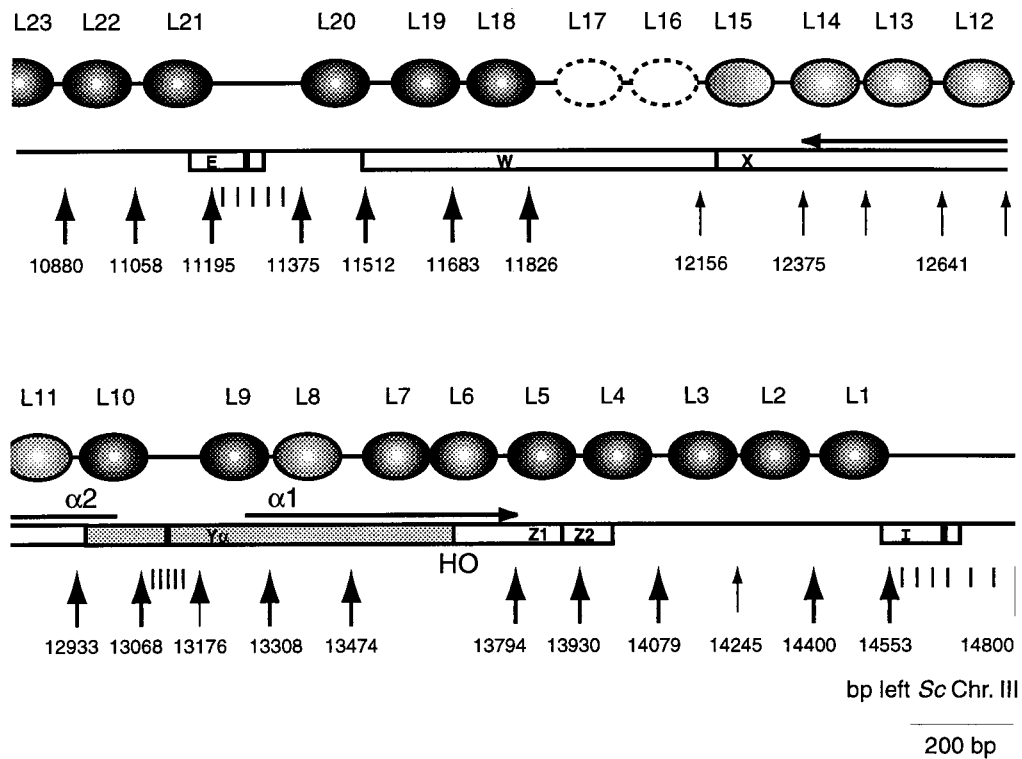 L23 L22 L21 L20 L19 L18 L17 L16 L15 L14 L13 L12
E W X
10880 11058 11195 11375 11512 11683 11826 12156 12375 12641
L11 L10 L9 L8 L7 L6 L5 L4 L3 L2 L1
α2 α1
Yα Z1 Z2 I
HO
12933 13068 13176 13308 13474 13794 13930 14079 14245 14400 14553 14800
bp left Sc Chr. III
200 bp